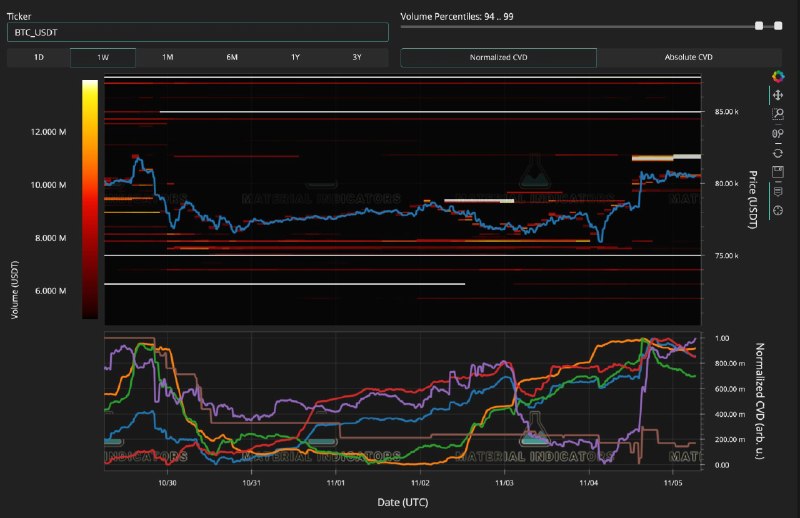 Ticker
Volume Percentiles: 94 .. 99
BTC_USDT
1D 1W 1M 6M 1Y 3Y
Normalized CVD Absolute CVD
12.000 M
10.000 M
8.000 M
6.000 M
Volume (USDT)
85.00 k
80.00 k
75.00 k
Price (USDT)
MATERIAL INDICATORS
MATERIAL INDICATORS
MAT
1.00
800.00 m
600.00 m
400.00 m
200.00 m
0.00
Normalized CVD (arb. u.)
INDICATORS
MATERIAL INDICATORS
MATERIAL INDICATORS
MAT
10/30 10/31 11/01 11/02 11/03 11/04 11/05
Date (UTC)